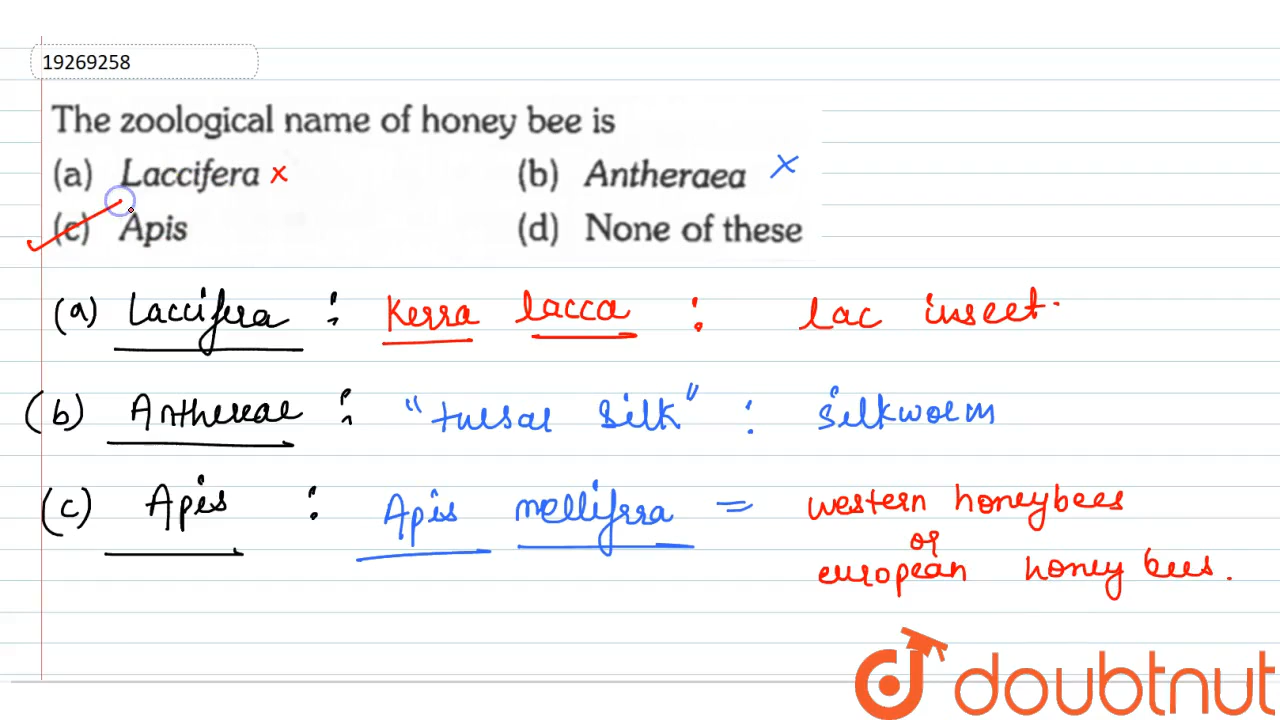 19269258
The zoological name of honey bee is
(a) Laccifera × (b) Antheraea ×
(c) Apis (d) None of these
(a) Laccifera : Kerra lacca : lac insect.
(b) Anthereae : "tussar silk" : silkworm
(c) Apis : Apis mellifera = western honeybees
or
european honey bees.
doubtnut